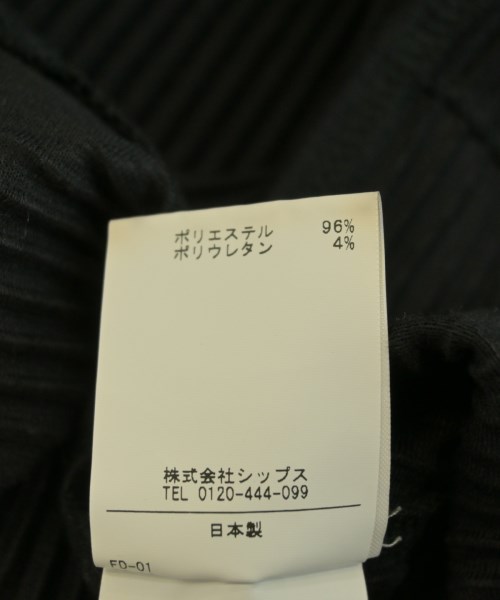 ポリエステル 96%
ポリウレタン 4%
株式会社シップス
TEL 0120-444-099
日本製
FD-01